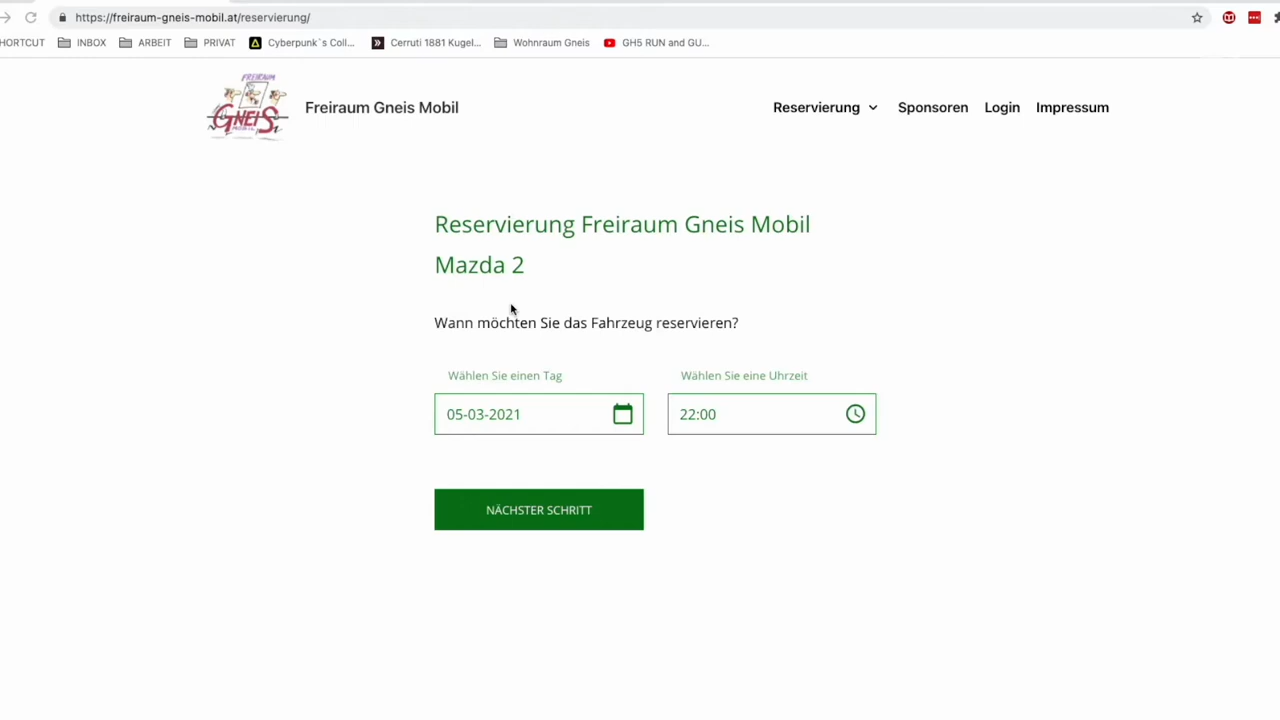 https://freiraum-gneis-mobil.at/reservierung/
HORTCUT INBOX ARBEIT PRIVAT Cyberpunk`s Coll... Cerruti 1881 Kugel... Wohnraum Gneis GH5 RUN and GU...
FREIRAUM
GNEIS
Freiraum Gneis Mobil
Reservierung Sponsoren Login Impressum
Reservierung Freiraum Gneis Mobil
Mazda 2
Wann möchten Sie das Fahrzeug reservieren?
Wählen Sie einen Tag Wählen Sie eine Uhrzeit
05-03-2021 22:00
NÄCHSTER SCHRITT